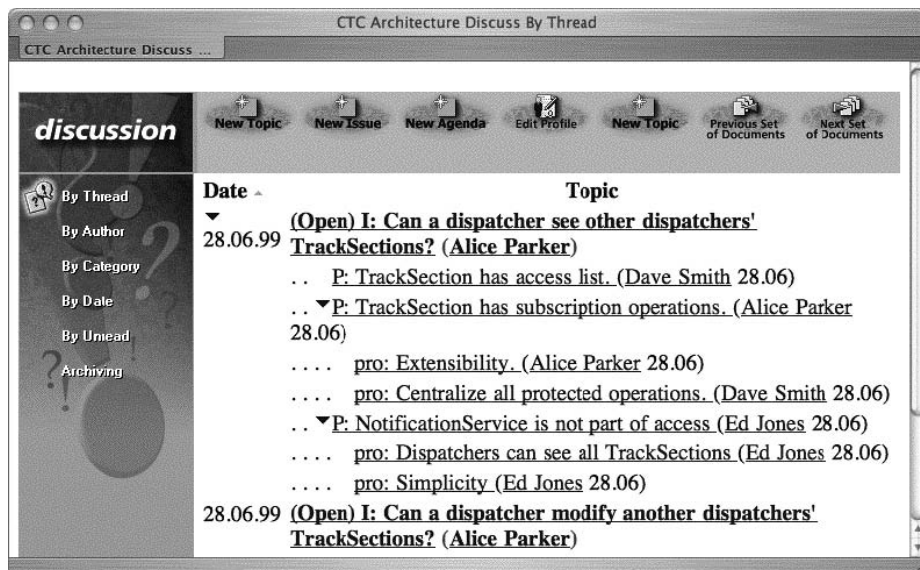 CTC Architecture Discuss By Thread
CTC Architecture Discuss ...
discussion
New Topic
New Issue
New Agenda
Edit Profile
New Topic
Previous Set
of Documents
Next Set
of Documents
By Thread
By Author
By Category
By Date
By Unread
Archiving
Date Topic
28.06.99 (Open) I: Can a dispatcher see other dispatchers'
TrackSections? (Alice Parker)
. . P: TrackSection has access list. (Dave Smith 28.06)
. . P: TrackSection has subscription operations. (Alice Parker
28.06)
. . . . pro: Extensibility. (Alice Parker 28.06)
. . . . pro: Centralize all protected operations. (Dave Smith 28.06)
. . P: NotificationService is not part of access (Ed Jones 28.06)
. . . . pro: Dispatchers can see all TrackSections (Ed Jones 28.06)
. . . . pro: Simplicity (Ed Jones 28.06)
28.06.99 (Open) I: Can a dispatcher modify another dispatchers'
TrackSections? (Alice Parker)